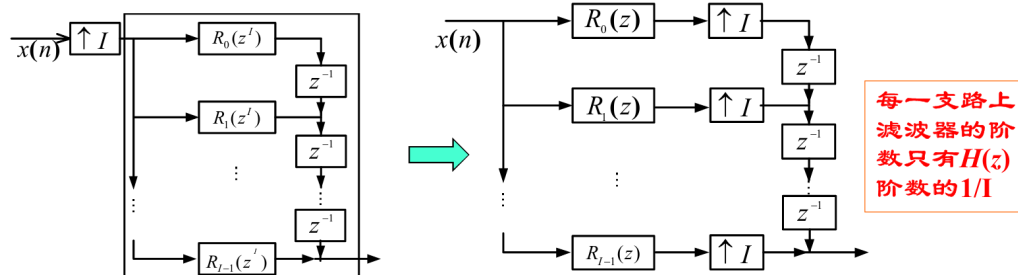 x(n)
↑ I
R₀(z^I)
z⁻¹
R₁(z^I)
z⁻¹
⋮
...
⋮
z⁻¹
R_{I−1}(z^I)
x(n)
R₀(z)
↑ I
z⁻¹
R₁(z)
↑ I
z⁻¹
⋮
...
⋮
z⁻¹
R_{I−1}(z)
↑ I
每一支路上
滤波器的阶
数只有H(z)
阶数的1/I